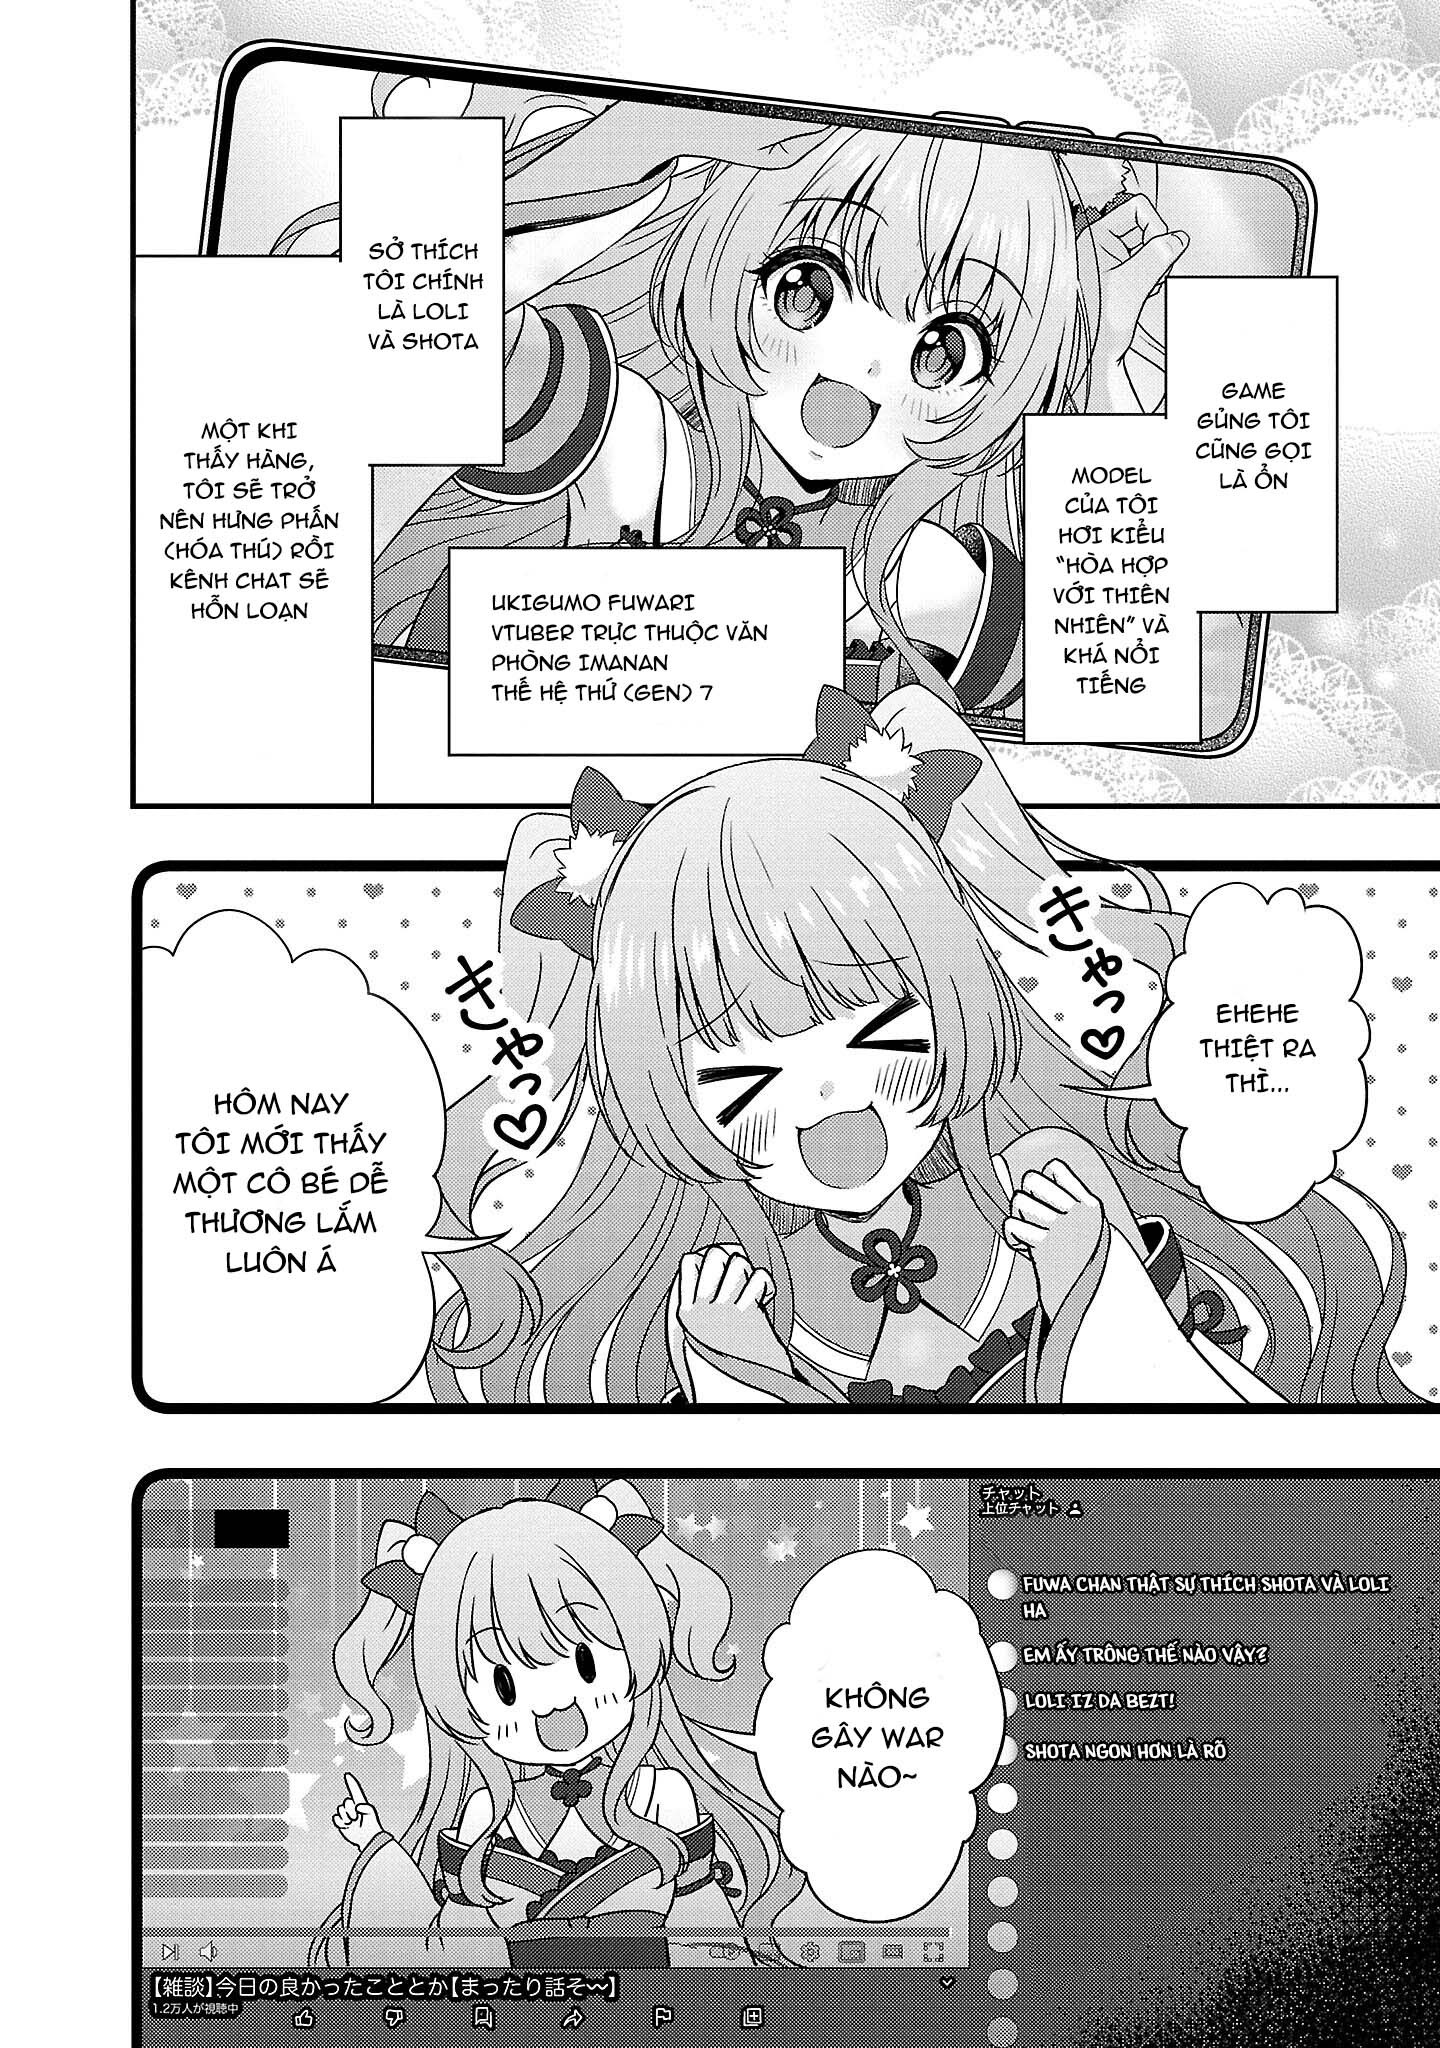 GAME
GỦNG TÔI
CŨNG GỌI
LÀ ỔN
MODEL
CỦA TÔI
HƠI KIỂU
“HÒA HỢP
VỚI THIÊN
NHIÊN” VÀ
KHÁ NỔI
TIẾNG
UKIGUMO FUWARI
VTUBER TRỰC THUỘC VĂN
PHÒNG IMANAN
THẾ HỆ THỨ (GEN) 7
SỞ THÍCH
TÔI CHÍNH
LÀ LOLI
VÀ SHOTA
MỘT KHI
THẤY HÀNG,
TÔI SẼ TRỞ
NÊN HƯNG PHẤN
(HÓA THÚ) RỒI
KÊNH CHAT SẼ
HỖN LOẠN
EHEHE
THIỆT RA
THÌ...
きゃっ♡
きゃっ♡
HÔM NAY
TÔI MỚI THẤY
MỘT CÔ BÉ DỄ
THƯƠNG LẮM
LUÔN Á
チャット
上位チャット
FUWA CHAN THẬT SỰ THÍCH SHOTA VÀ LOLI
HA
EM ẤY TRÔNG THẾ NÀO VẬY?
LOLI IZ DA BEZT!
SHOTA NGON HƠN LÀ RÕ
KHÔNG
GÂY WAR
NÀO~
【雑談】今日の良かったこととか【まったり話そ~~】
1.2万人が視聴中